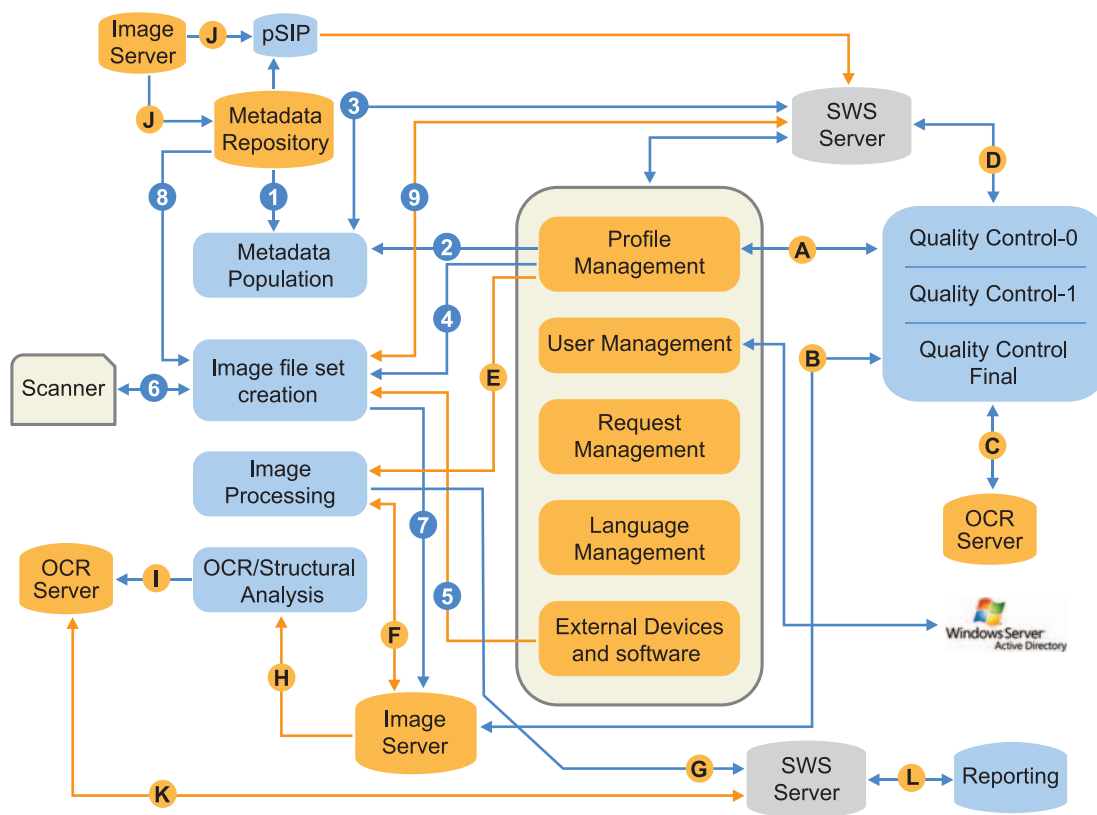 Image
Server
J
pSIP
J
Metadata
Repository
3
SWS
Server
D
8
1
9
Metadata
Population
2
Profile
Management
A
Quality Control-0
Quality Control-1
Quality Control
Final
4
User Management
B
Scanner
6
Image file set
creation
E
Request
Management
C
Image
Processing
7
OCR
Server
Language
Management
OCR
Server
I
OCR/Structural
Analysis
5
External Devices
and software
Windows Server
Active Directory
F
H
Image
Server
G
SWS
Server
L
Reporting
K